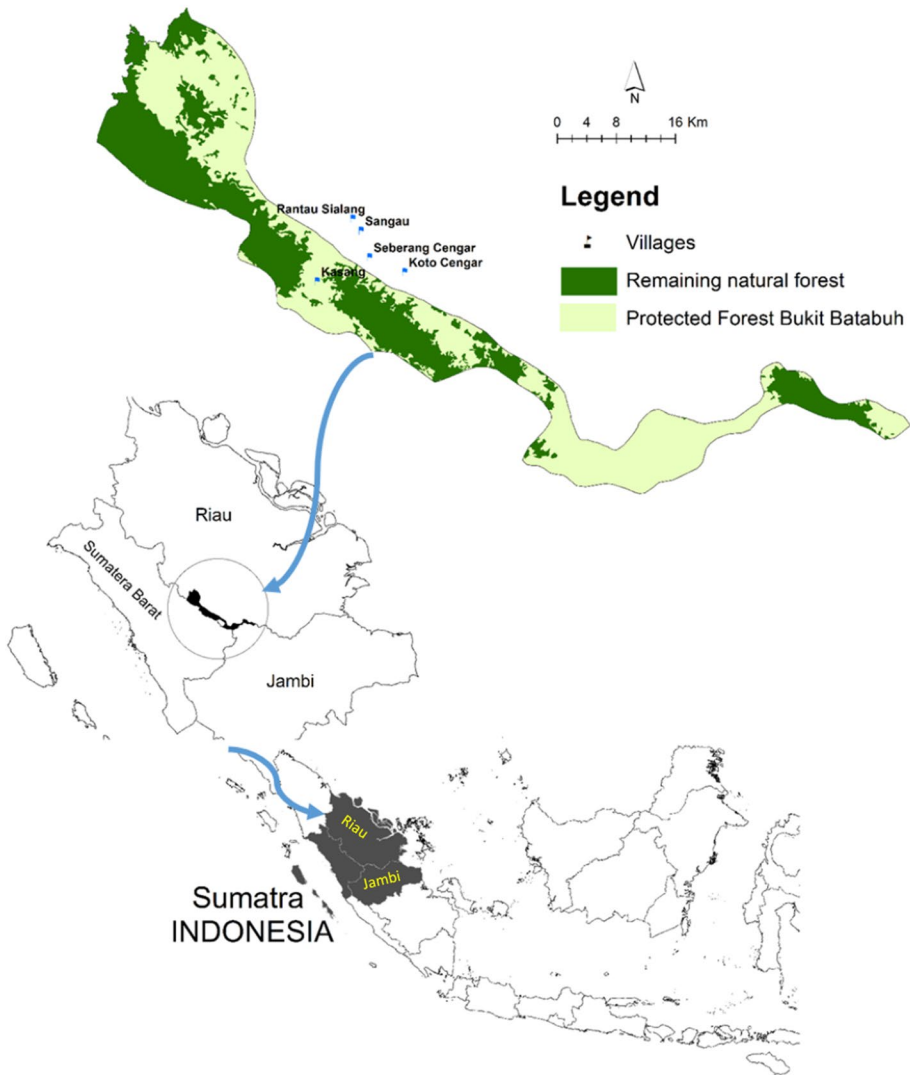 N
0 4 8 16 Km
Legend
Villages
Remaining natural forest
Protected Forest Bukit Batabuh
Rantau Sialang
Sangau
Seberang Cengar
Koto Cengar
Kasang
Riau
Sumatera Barat
Jambi
Riau
Jambi
Sumatra
INDONESIA